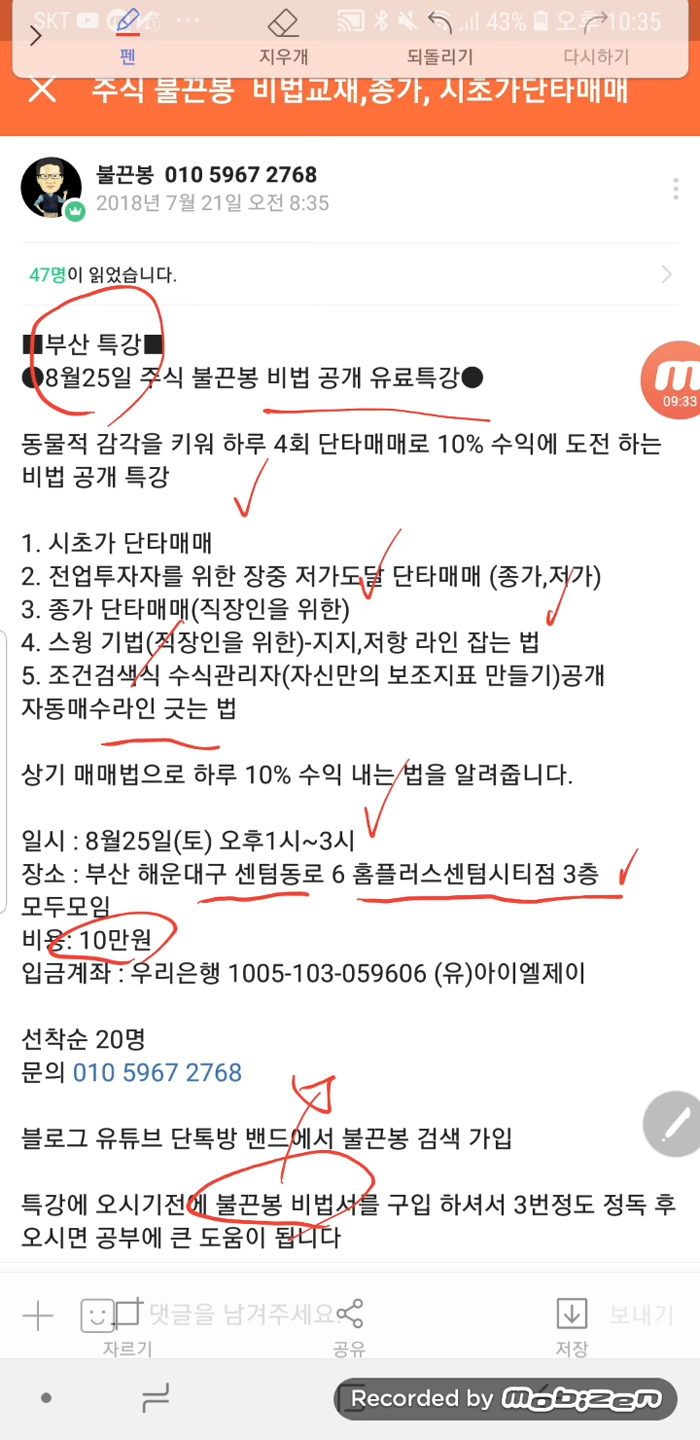 SKT 43% 오후 10:35
펜 지우개 되돌리기 다시하기
주식 불끈봉 비법교재,종가, 시초가단타매매
불끈봉 010 5967 2768
2018년 7월 21일 오전 8:35
47명이 읽었습니다.
■부산 특강■
●8월25일 주식 불끈봉 비법 공개 유료특강●
m
09:33
동물적 감각을 키워 하루 4회 단타매매로 10% 수익에 도전 하는
비법 공개 특강
1. 시초가 단타매매
2. 전업투자자를 위한 장중 저가도달 단타매매 (종가,저가)
3. 종가 단타매매(직장인을 위한)
4. 스윙 기법(직장인을 위한)-지지,저항 라인 잡는 법
5. 조건검색식 수식관리자(자신만의 보조지표 만들기)공개
자동매수라인 긋는 법
상기 매매법으로 하루 10% 수익 내는 법을 알려줍니다.
일시 : 8월25일(토) 오후1시~3시
장소 : 부산 해운대구 센텀동로 6 홈플러스센텀시티점 3층
모두모임
비용: 10만원
입금계좌 : 우리은행 1005-103-059606 (유)아이엘제이
선착순 20명
문의 010 5967 2768
블로그 유튜브 단톡방 밴드에서 불끈봉 검색 가입
특강에 오시기전에 불끈봉 비법서를 구입 하셔서 3번정도 정독 후
오시면 공부에 큰 도움이 됩니다
댓글을 남겨주세요. 보내기
자르기 공유 저장
Recorded by mobizen